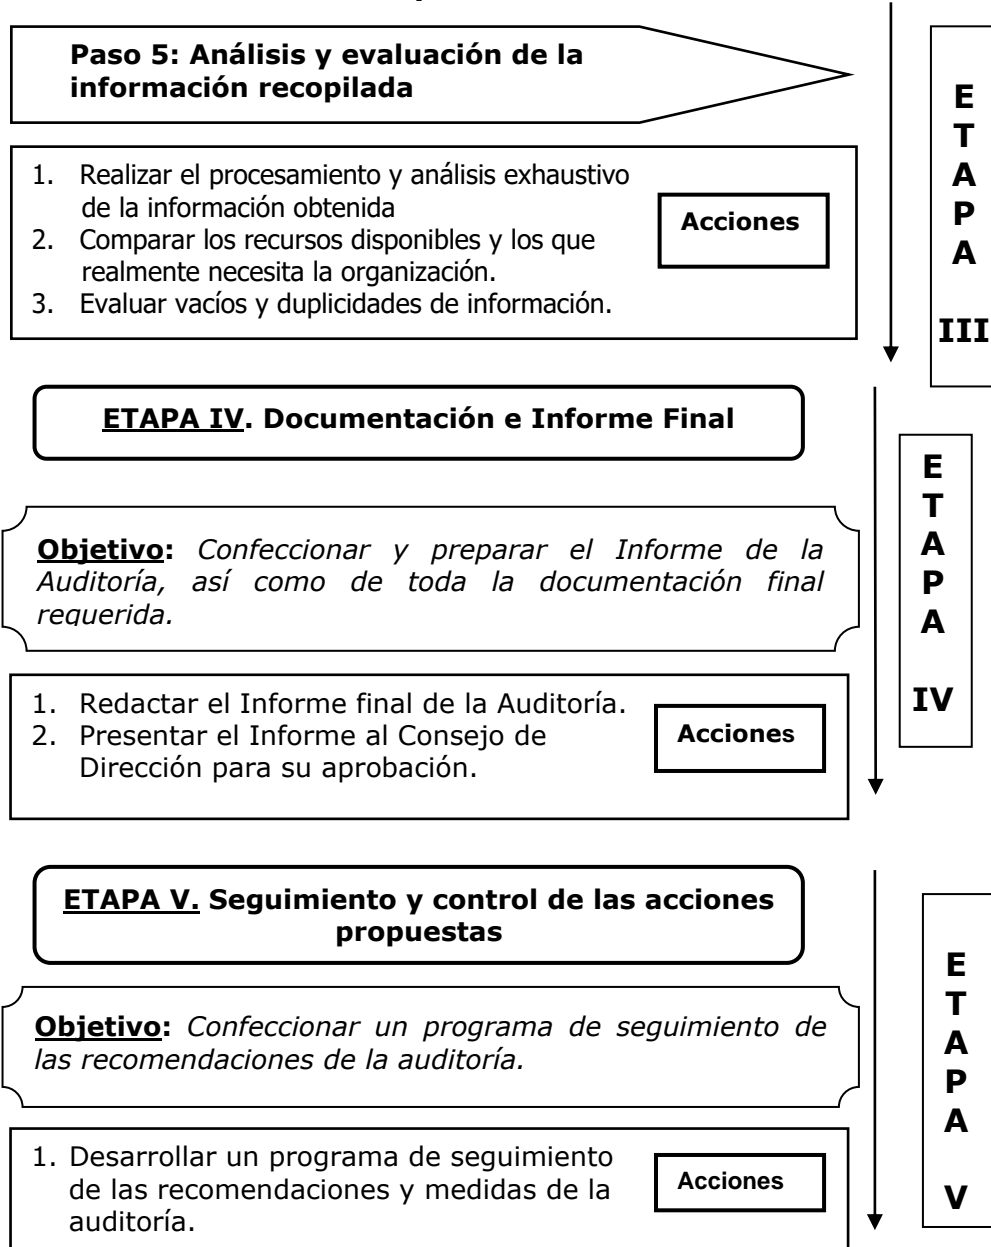 Paso 5: Análisis y evaluación de la
información recopilada
1. Realizar el procesamiento y análisis exhaustivo
de la información obtenida
2. Comparar los recursos disponibles y los que
realmente necesita la organización.
3. Evaluar vacíos y duplicidades de información.
Acciones
E
T
A
P
A
III
ETAPA IV. Documentación e Informe Final
Objetivo: Confeccionar y preparar el Informe de la
Auditoría, así como de toda la documentación final
requerida.
1. Redactar el Informe final de la Auditoría.
2. Presentar el Informe al Consejo de
Dirección para su aprobación.
Acciones
E
T
A
P
A
IV
ETAPA V. Seguimiento y control de las acciones
propuestas
Objetivo: Confeccionar un programa de seguimiento de
las recomendaciones de la auditoría.
1. Desarrollar un programa de seguimiento
de las recomendaciones y medidas de la
auditoría.
Acciones
E
T
A
P
A
V